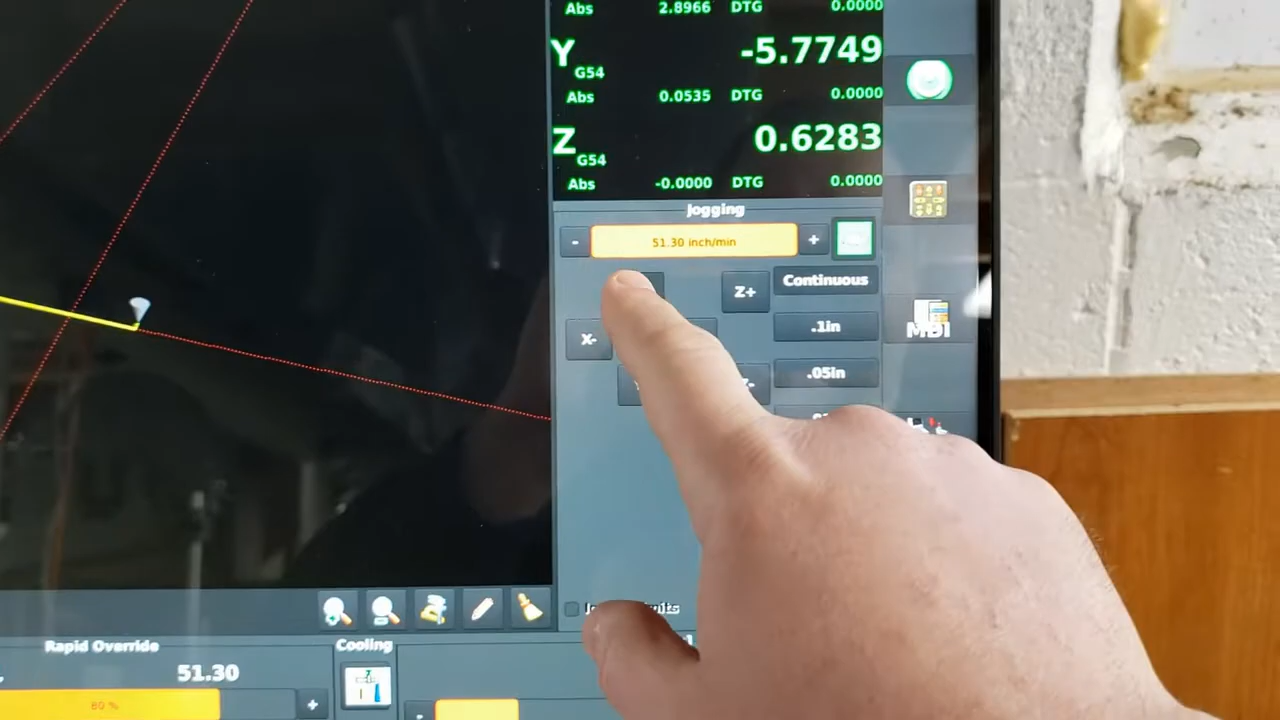 Abs 2.8966 DTG 0.0000
Y G54 -5.7749
Abs 0.0535 DTG 0.0000
Z G54 0.6283
Abs -0.0000 DTG 0.0000
Jogging
- 51.30 inch/min +
Z+ Continuous
X- .1in
.05in
MDI
Rapid Override 51.30 Cooling
80 % +
-